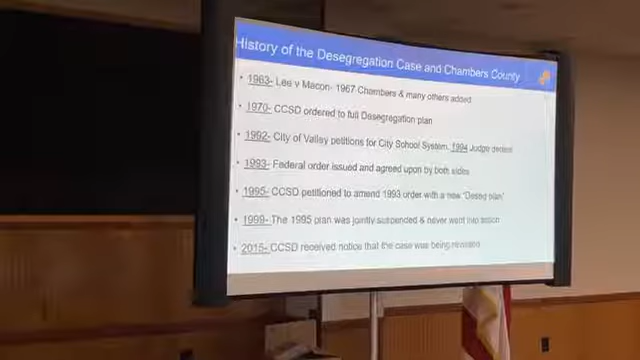 History of the Desegregation Case and Chambers County
• 1963- Lee v Macon- 1967 Chambers & many others added
• 1970- CCSD ordered to full Desegregation plan
• 1992- City of Valley petitions for City School System, 1994 Judge
• 1993- Federal order issued and agreed upon by both sides
• 1995- CCSD petitioned to amend 1993 order with a new "Deseg plan"
• 1999- The 1995 plan was jointly suspended & never went into action
• 2015- CCSD received notice that the case was being